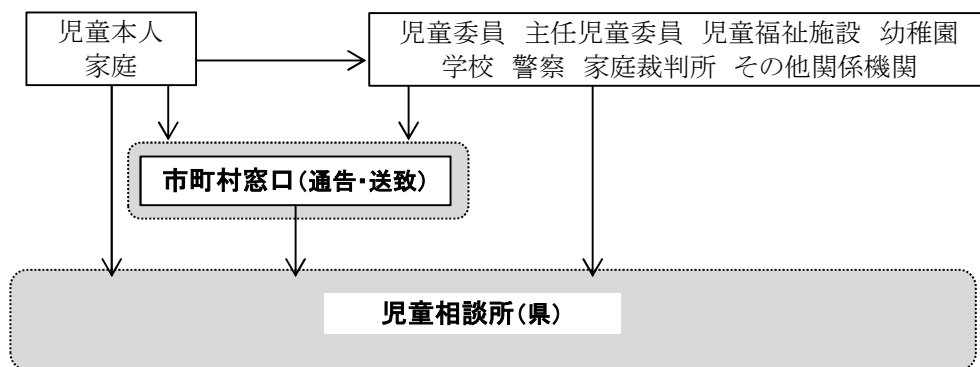 児童本人
家庭
児童委員 主任児童委員 児童福祉施設 幼稚園
学校 警察 家庭裁判所 その他関係機関
市町村窓口(通告・送致)
児童相談所(県)